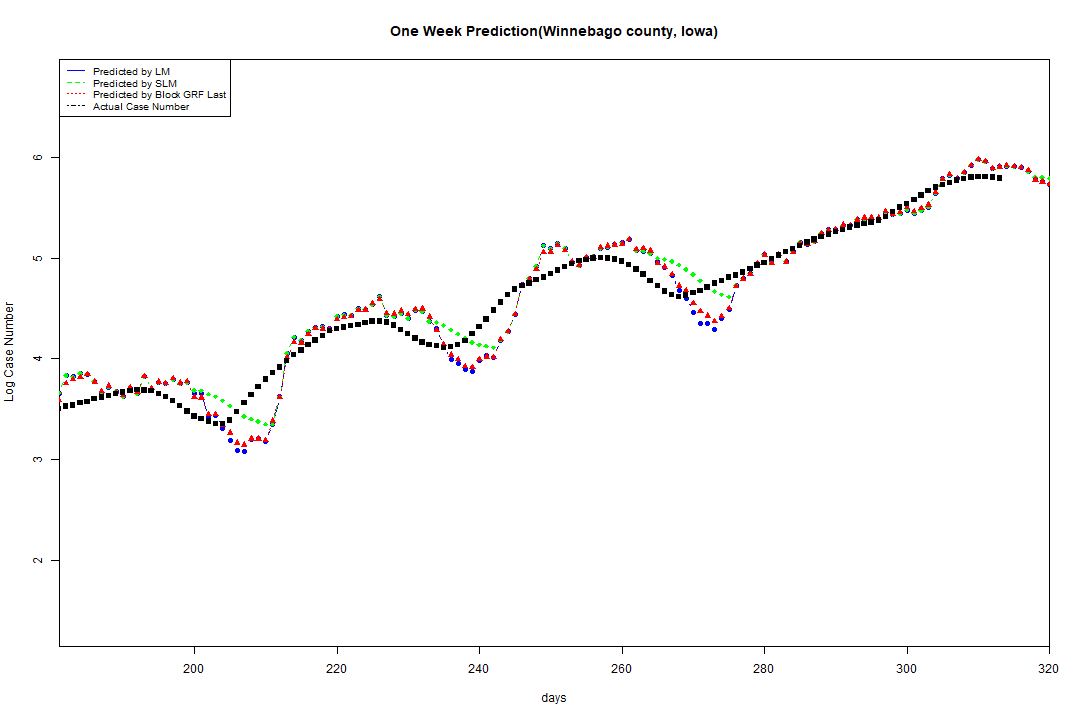 One Week Prediction(Winnebago county, Iowa)
Predicted by LM
Predicted by SLM
Predicted by Block GRF Last
Actual Case Number
Log Case Number
6
5
4
3
2
200 220 240 260 280 300 320
days